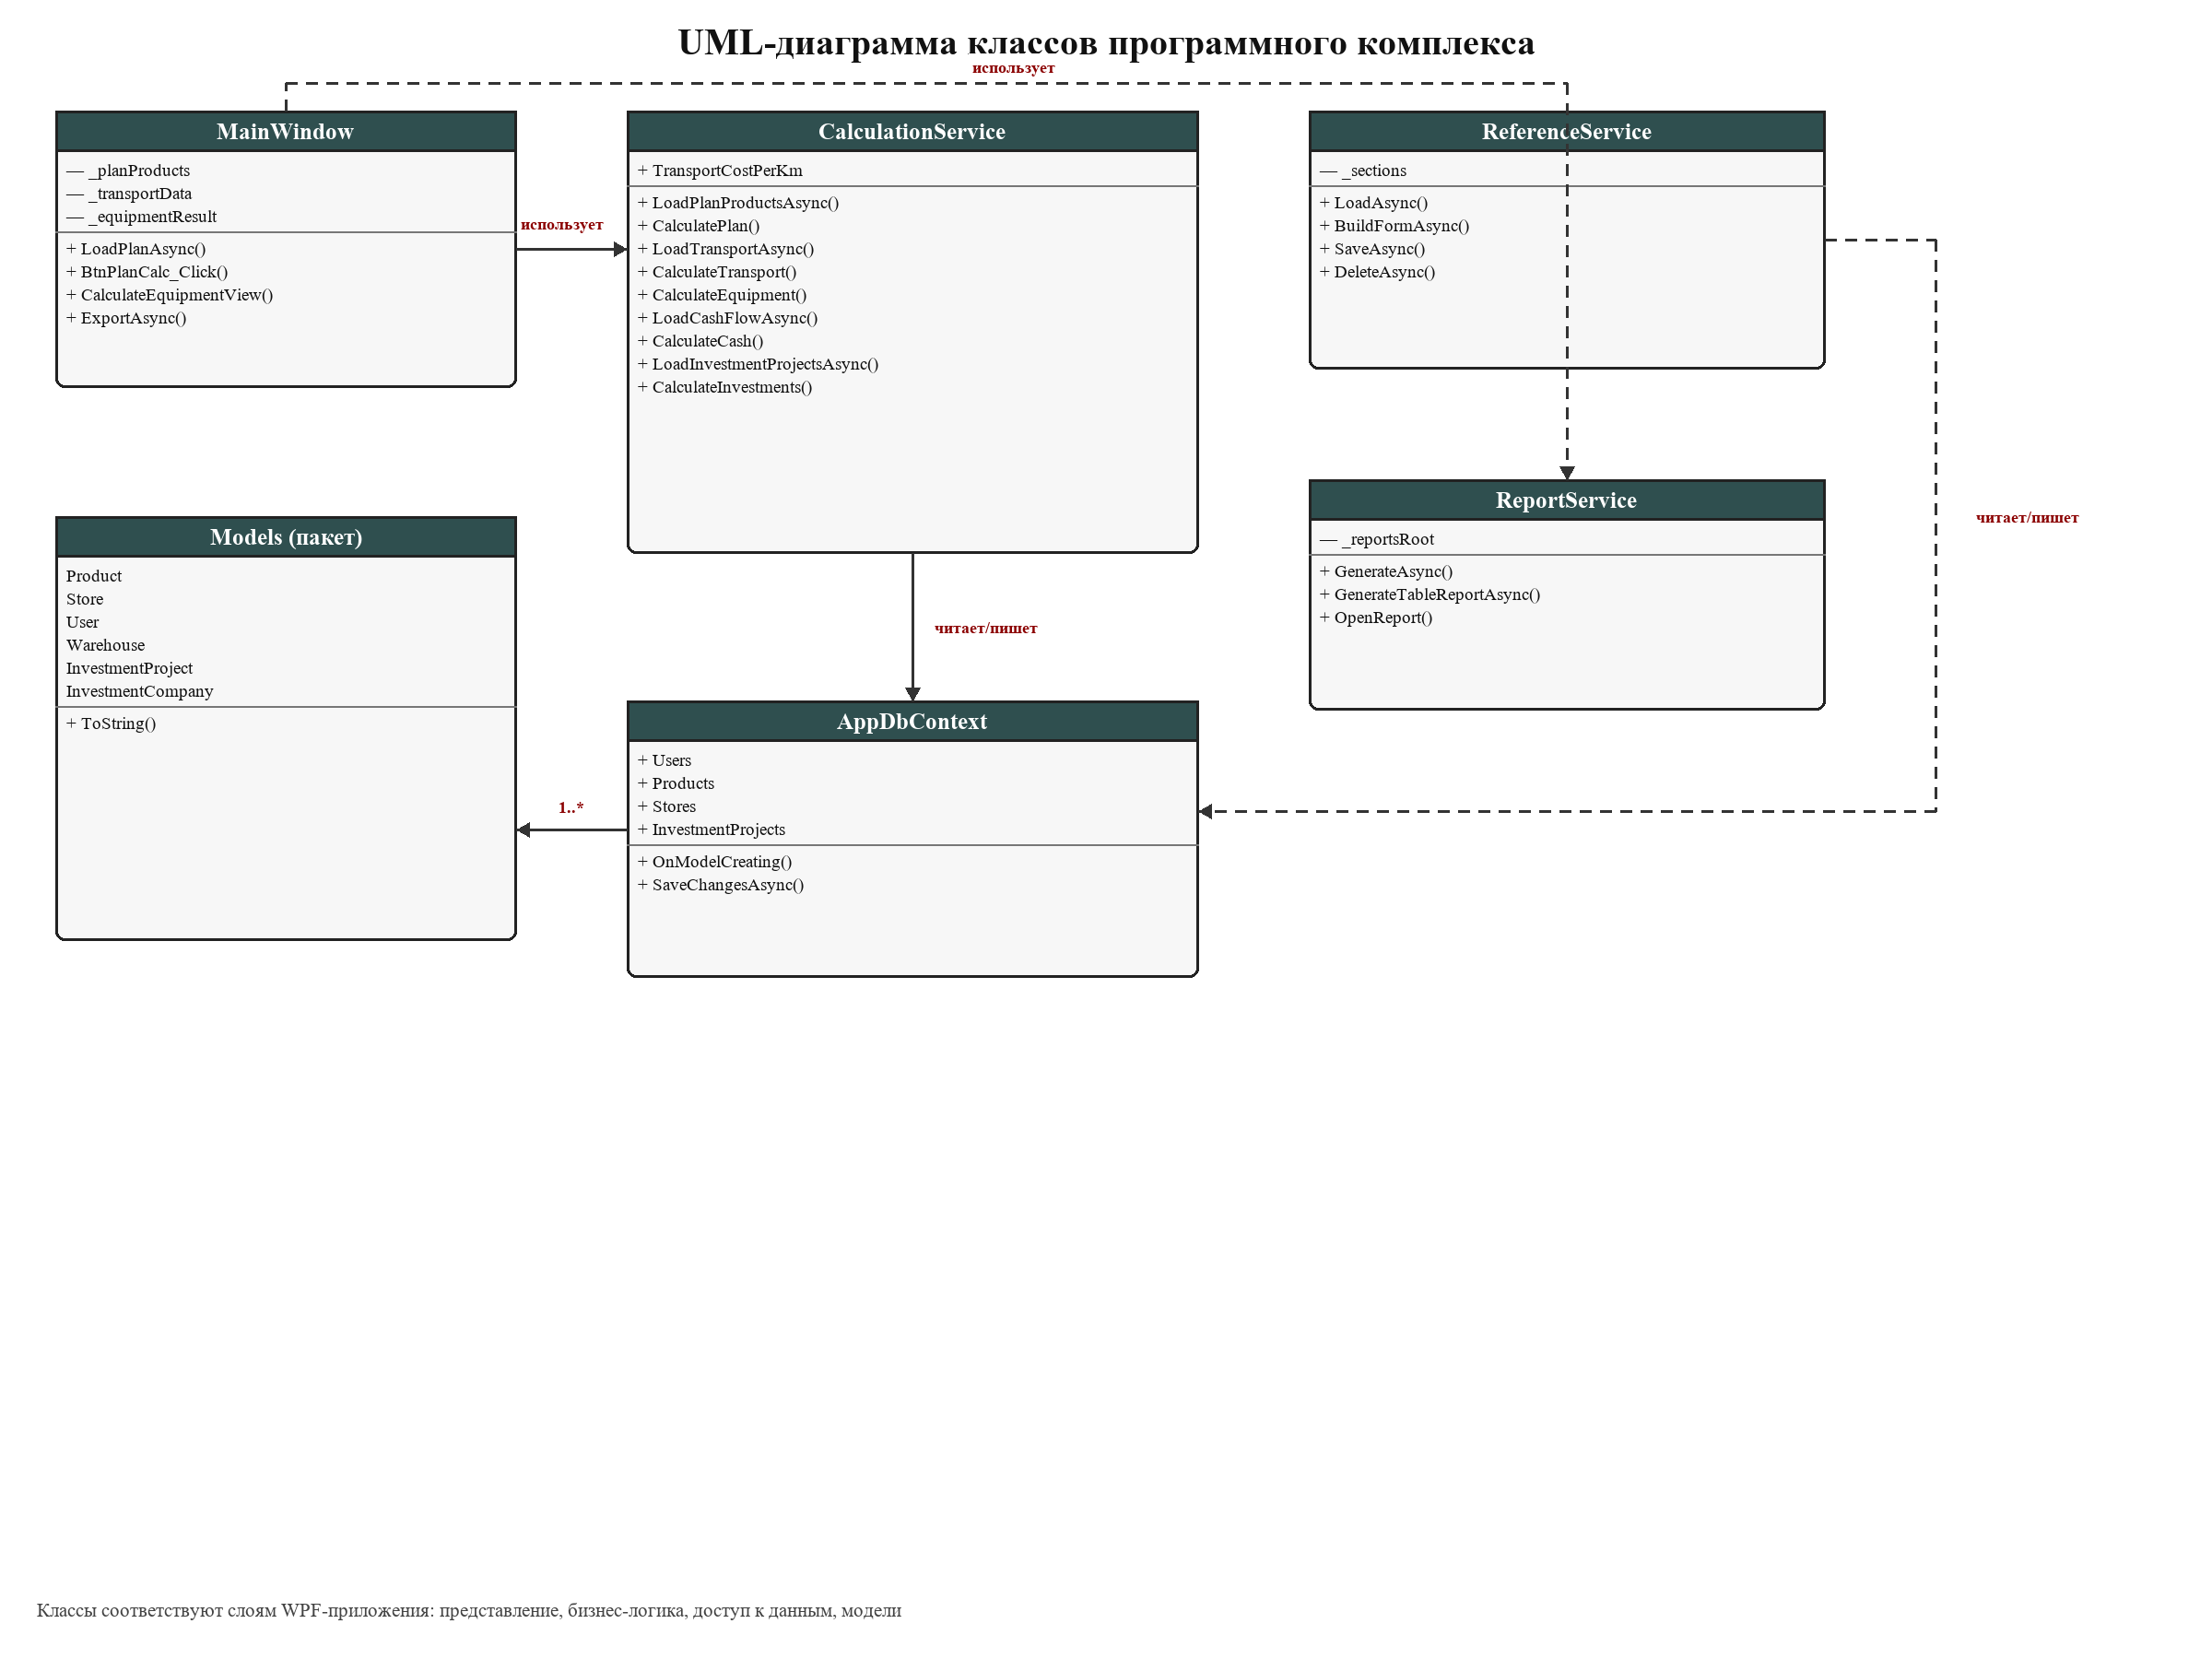 UML-диаграмма классов программного комплекса
использует
MainWindow
— _planProducts
— _transportData
— _equipmentResult
+ LoadPlanAsync()
+ BtnPlanCalc_Click()
+ CalculateEquipmentView()
+ ExportAsync()
использует
CalculationService
+ TransportCostPerKm
+ LoadPlanProductsAsync()
+ CalculatePlan()
+ LoadTransportAsync()
+ CalculateTransport()
+ CalculateEquipment()
+ LoadCashFlowAsync()
+ CalculateCash()
+ LoadInvestmentProjectsAsync()
+ CalculateInvestments()
ReferenceService
— _sections
+ LoadAsync()
+ BuildFormAsync()
+ SaveAsync()
+ DeleteAsync()
читает/пишет
Models (пакет)
Product
Store
User
Warehouse
InvestmentProject
InvestmentCompany
+ ToString()
читает/пишет
ReportService
— _reportsRoot
+ GenerateAsync()
+ GenerateTableReportAsync()
+ OpenReport()
1..*
AppDbContext
+ Users
+ Products
+ Stores
+ InvestmentProjects
+ OnModelCreating()
+ SaveChangesAsync()
Классы соответствуют слоям WPF-приложения: представление, бизнес-логика, доступ к данным, модели